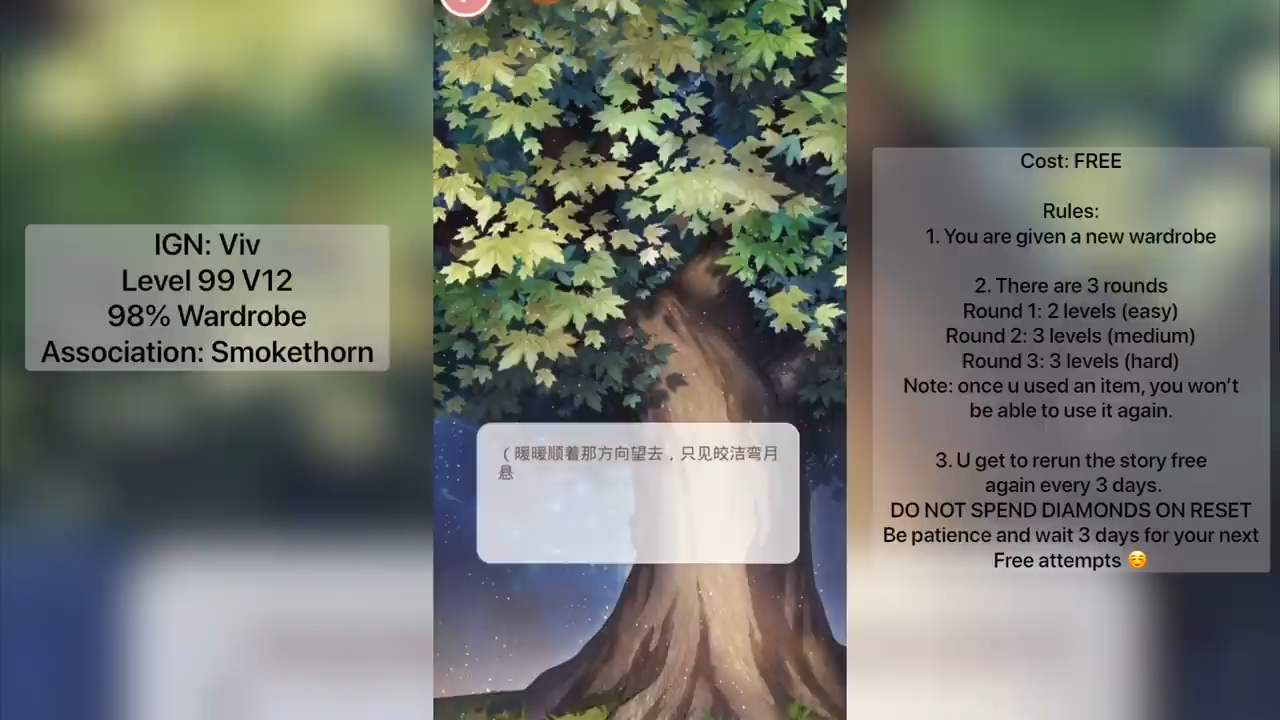 IGN: Viv
Level 99 V12
98% Wardrobe
Association: Smokethorn
（暖暖顺着那方向望去，只见皎洁弯月
悬
Cost: FREE
Rules:
1. You are given a new wardrobe
2. There are 3 rounds
Round 1: 2 levels (easy)
Round 2: 3 levels (medium)
Round 3: 3 levels (hard)
Note: once u used an item, you won’t
be able to use it again.
3. U get to rerun the story free
again every 3 days.
DO NOT SPEND DIAMONDS ON RESET
Be patience and wait 3 days for your next
Free attempts ☺️